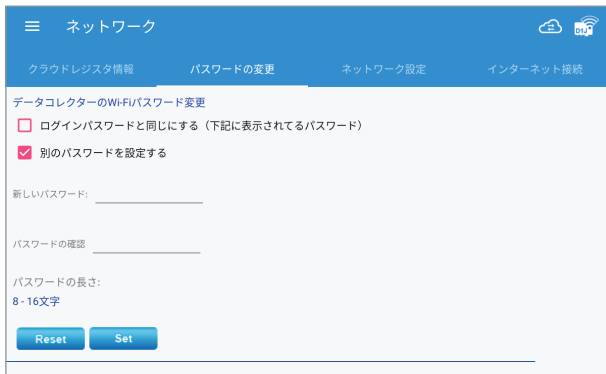 ネットワーク
D1J
クラウドレジスタ情報 パスワードの変更 ネットワーク設定 インターネット接続
データコレクターのWi-Fiパスワード変更
ログインパスワードと同じにする（下記に表示されてるパスワード）
別のパスワードを設定する
新しいパスワード:
パスワードの確認
パスワードの長さ:
8 - 16文字
Reset Set